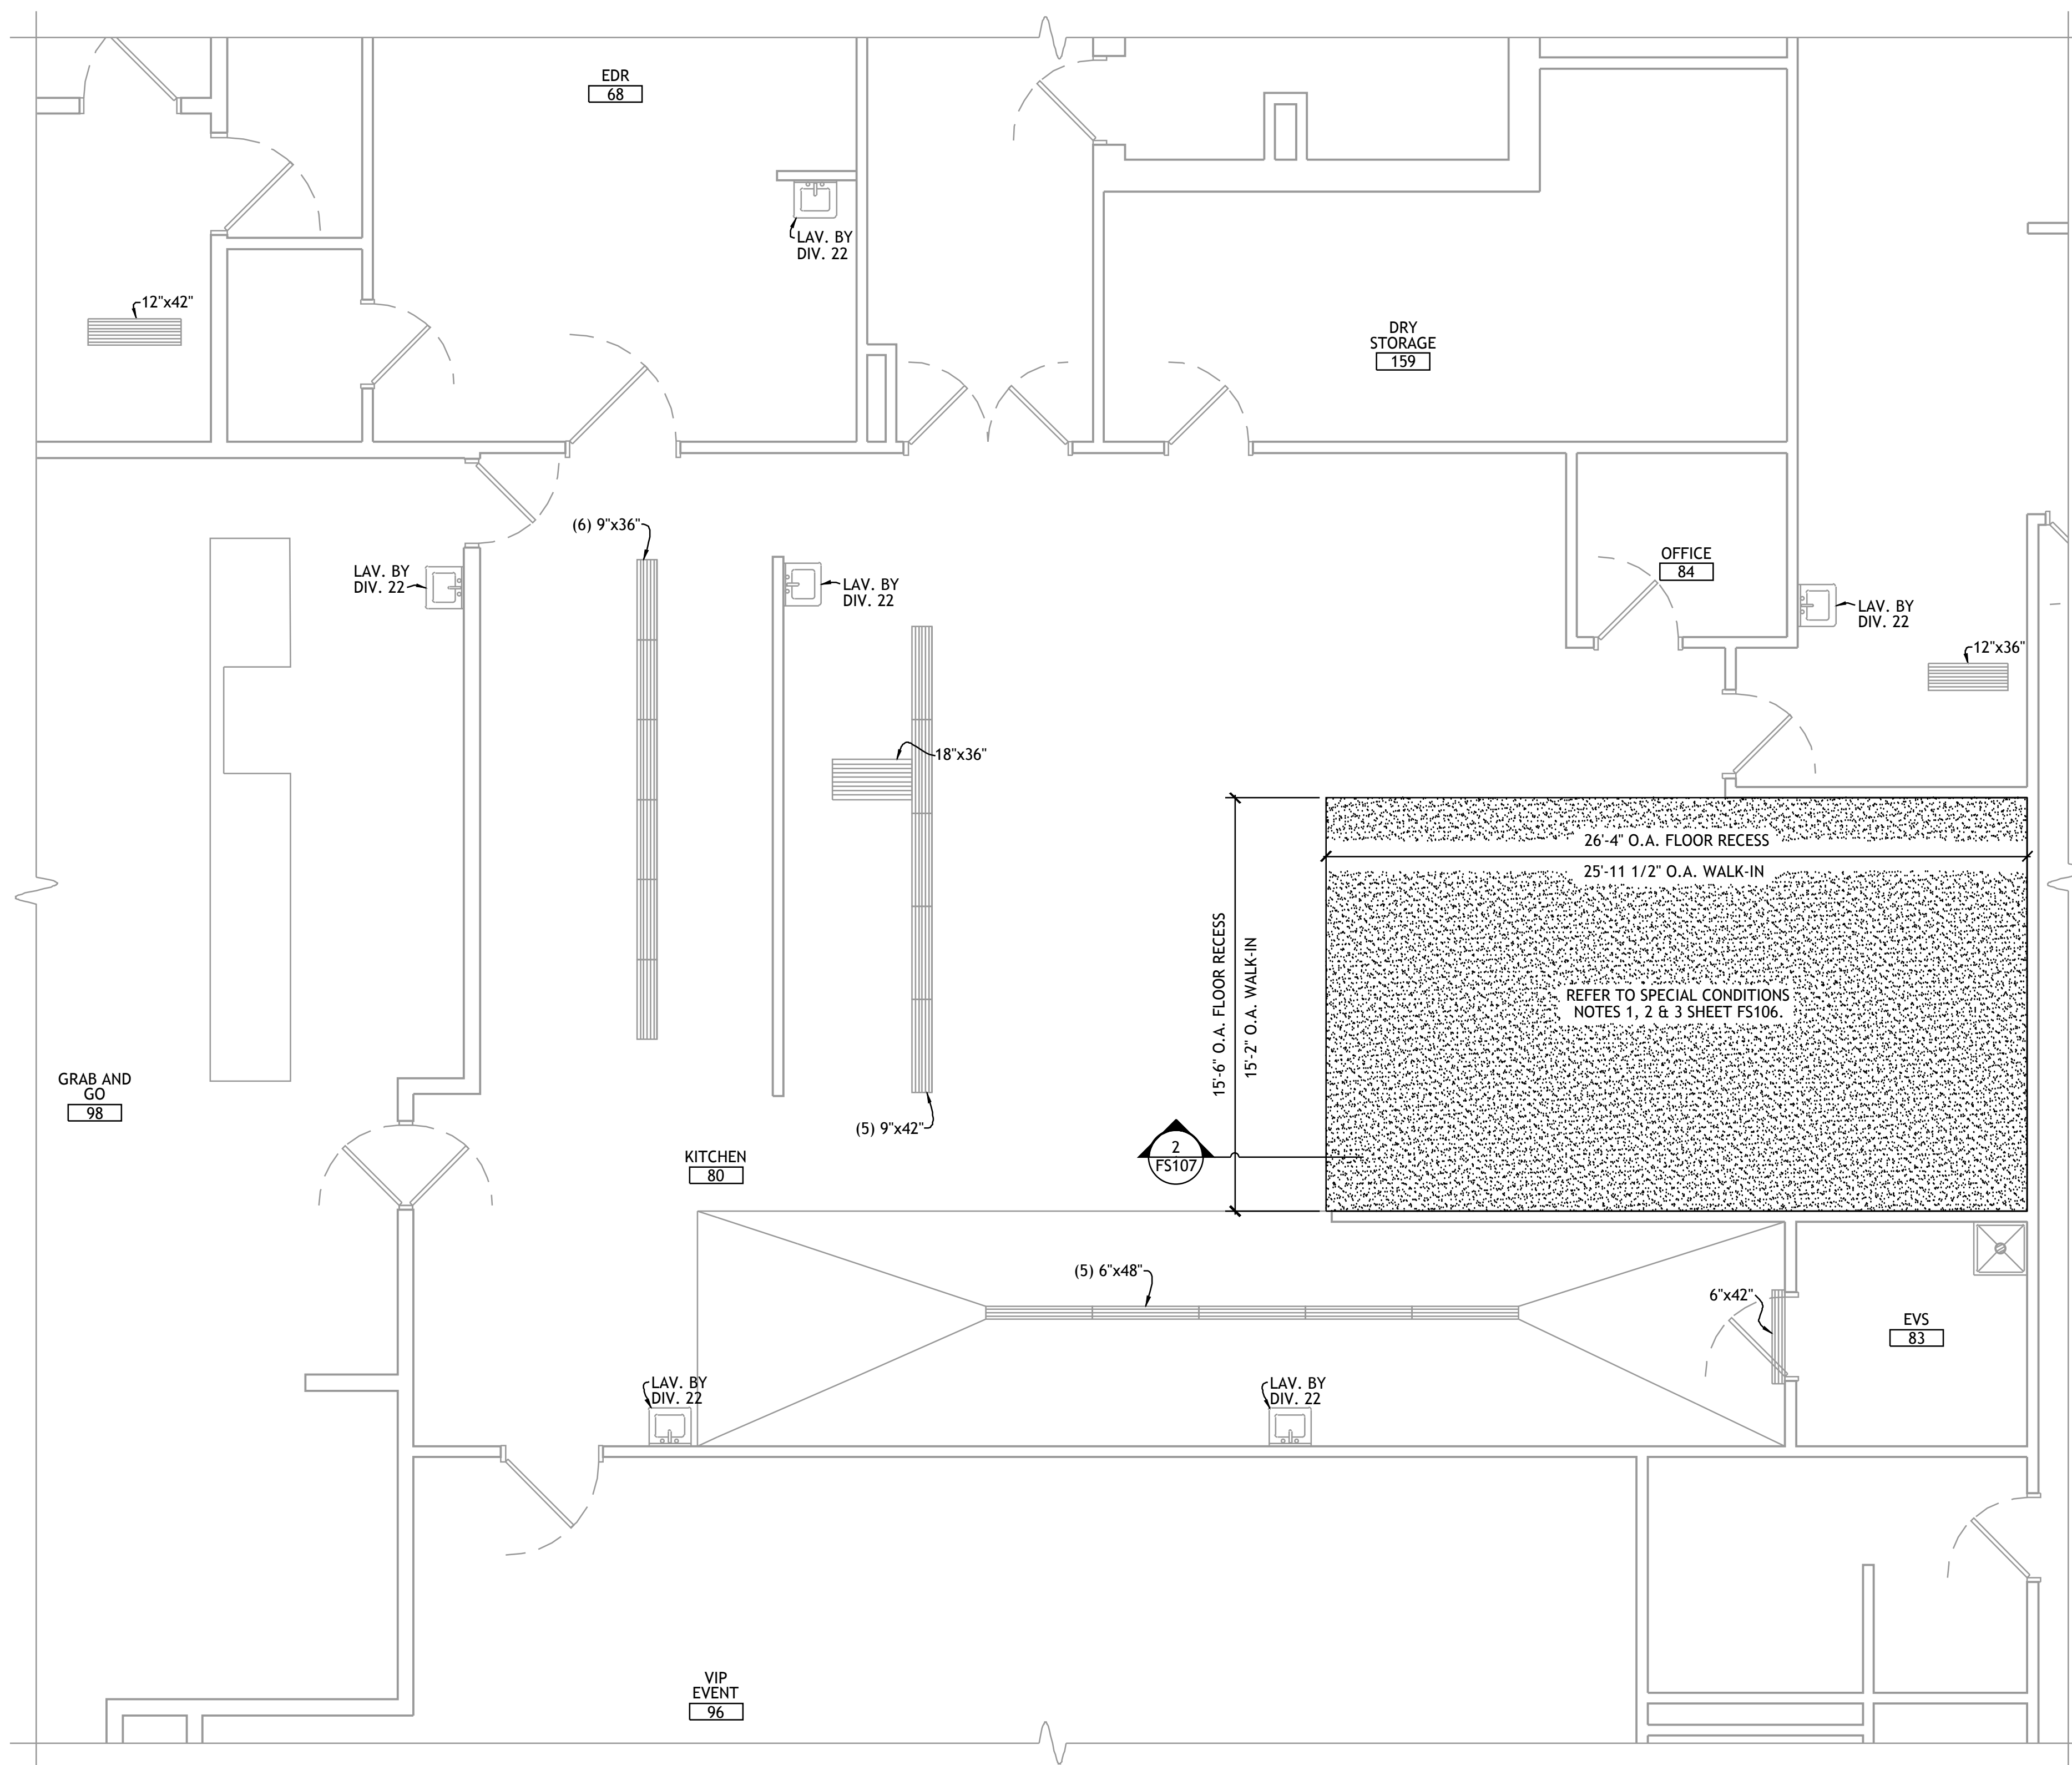 EDR
68
LAV. BY
DIV. 22
12"x42"
DRY
STORAGE
159
(6) 9"x36"
LAV. BY
DIV. 22
LAV. BY
DIV. 22
OFFICE
84
LAV. BY
DIV. 22
12"x36"
18"x36"
26'-4" O.A. FLOOR RECESS
25'-11 1/2" O.A. WALK-IN
15'-6" O.A. FLOOR RECESS
15'-2" O.A. WALK-IN
REFER TO SPECIAL CONDITIONS
NOTES 1, 2 & 3 SHEET FS106.
GRAB AND
GO
98
(5) 9"x42"
2
FS107
KITCHEN
80
(5) 6"x48"
6"x42"
EVS
83
LAV. BY
DIV. 22
LAV. BY
DIV. 22
VIP
EVENT
96